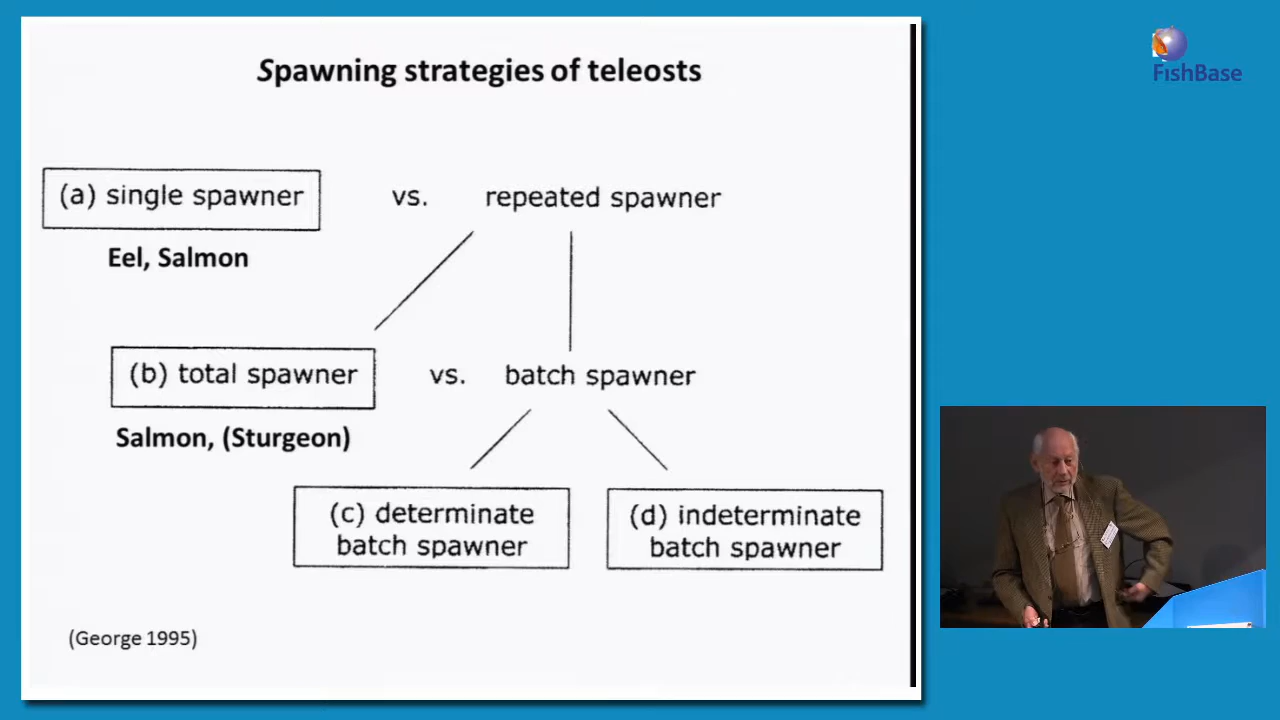 Spawning strategies of teleosts
FishBase
(a) single spawner vs. repeated spawner
Eel, Salmon
(b) total spawner vs. batch spawner
Salmon, (Sturgeon)
(c) determinate
batch spawner
(d) indeterminate
batch spawner
(George 1995)